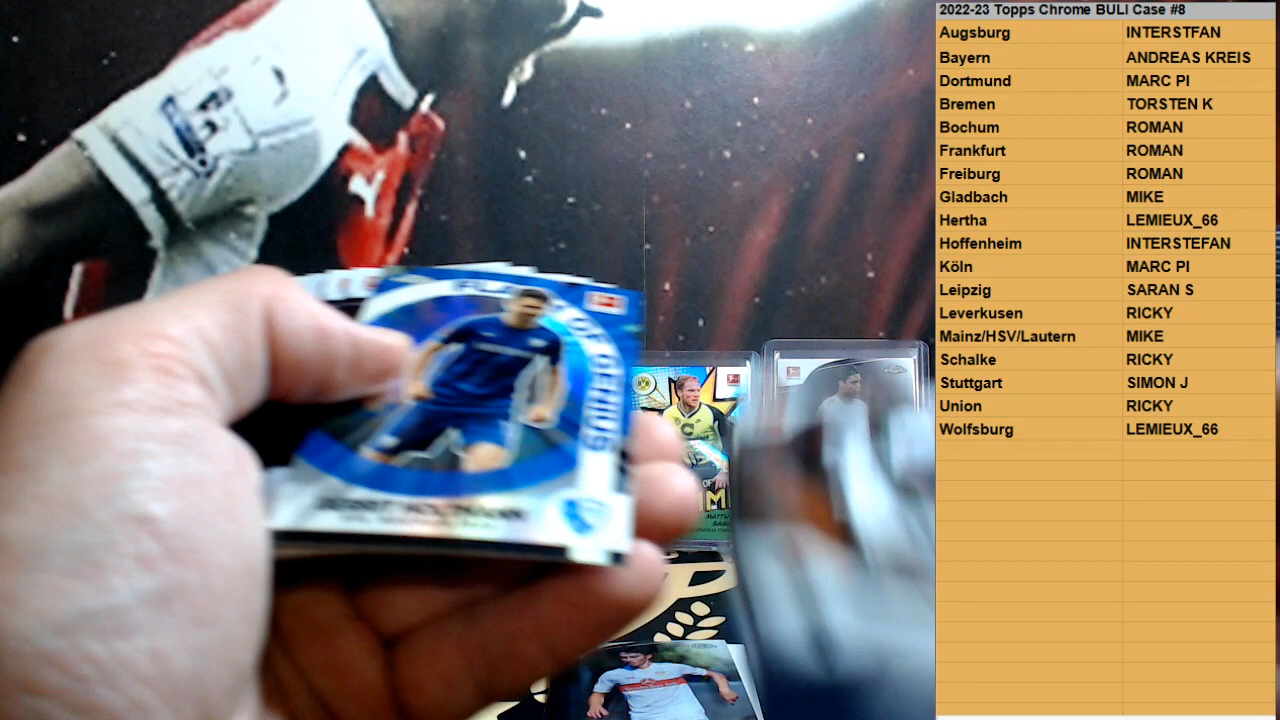 2022-23 Topps Chrome BULI Case #8
Augsburg INTERSTFAN
Bayern ANDREAS KREIS
Dortmund MARC PI
Bremen TORSTEN K
Bochum ROMAN
Frankfurt ROMAN
Freiburg ROMAN
Gladbach MIKE
Hertha LEMIEUX_66
Hoffenheim INTERSTEFAN
Köln MARC PI
Leipzig SARAN S
Leverkusen RICKY
Mainz/HSV/Lautern MIKE
Schalke RICKY
Stuttgart SIMON J
Union RICKY
Wolfsburg LEMIEUX_66
OF